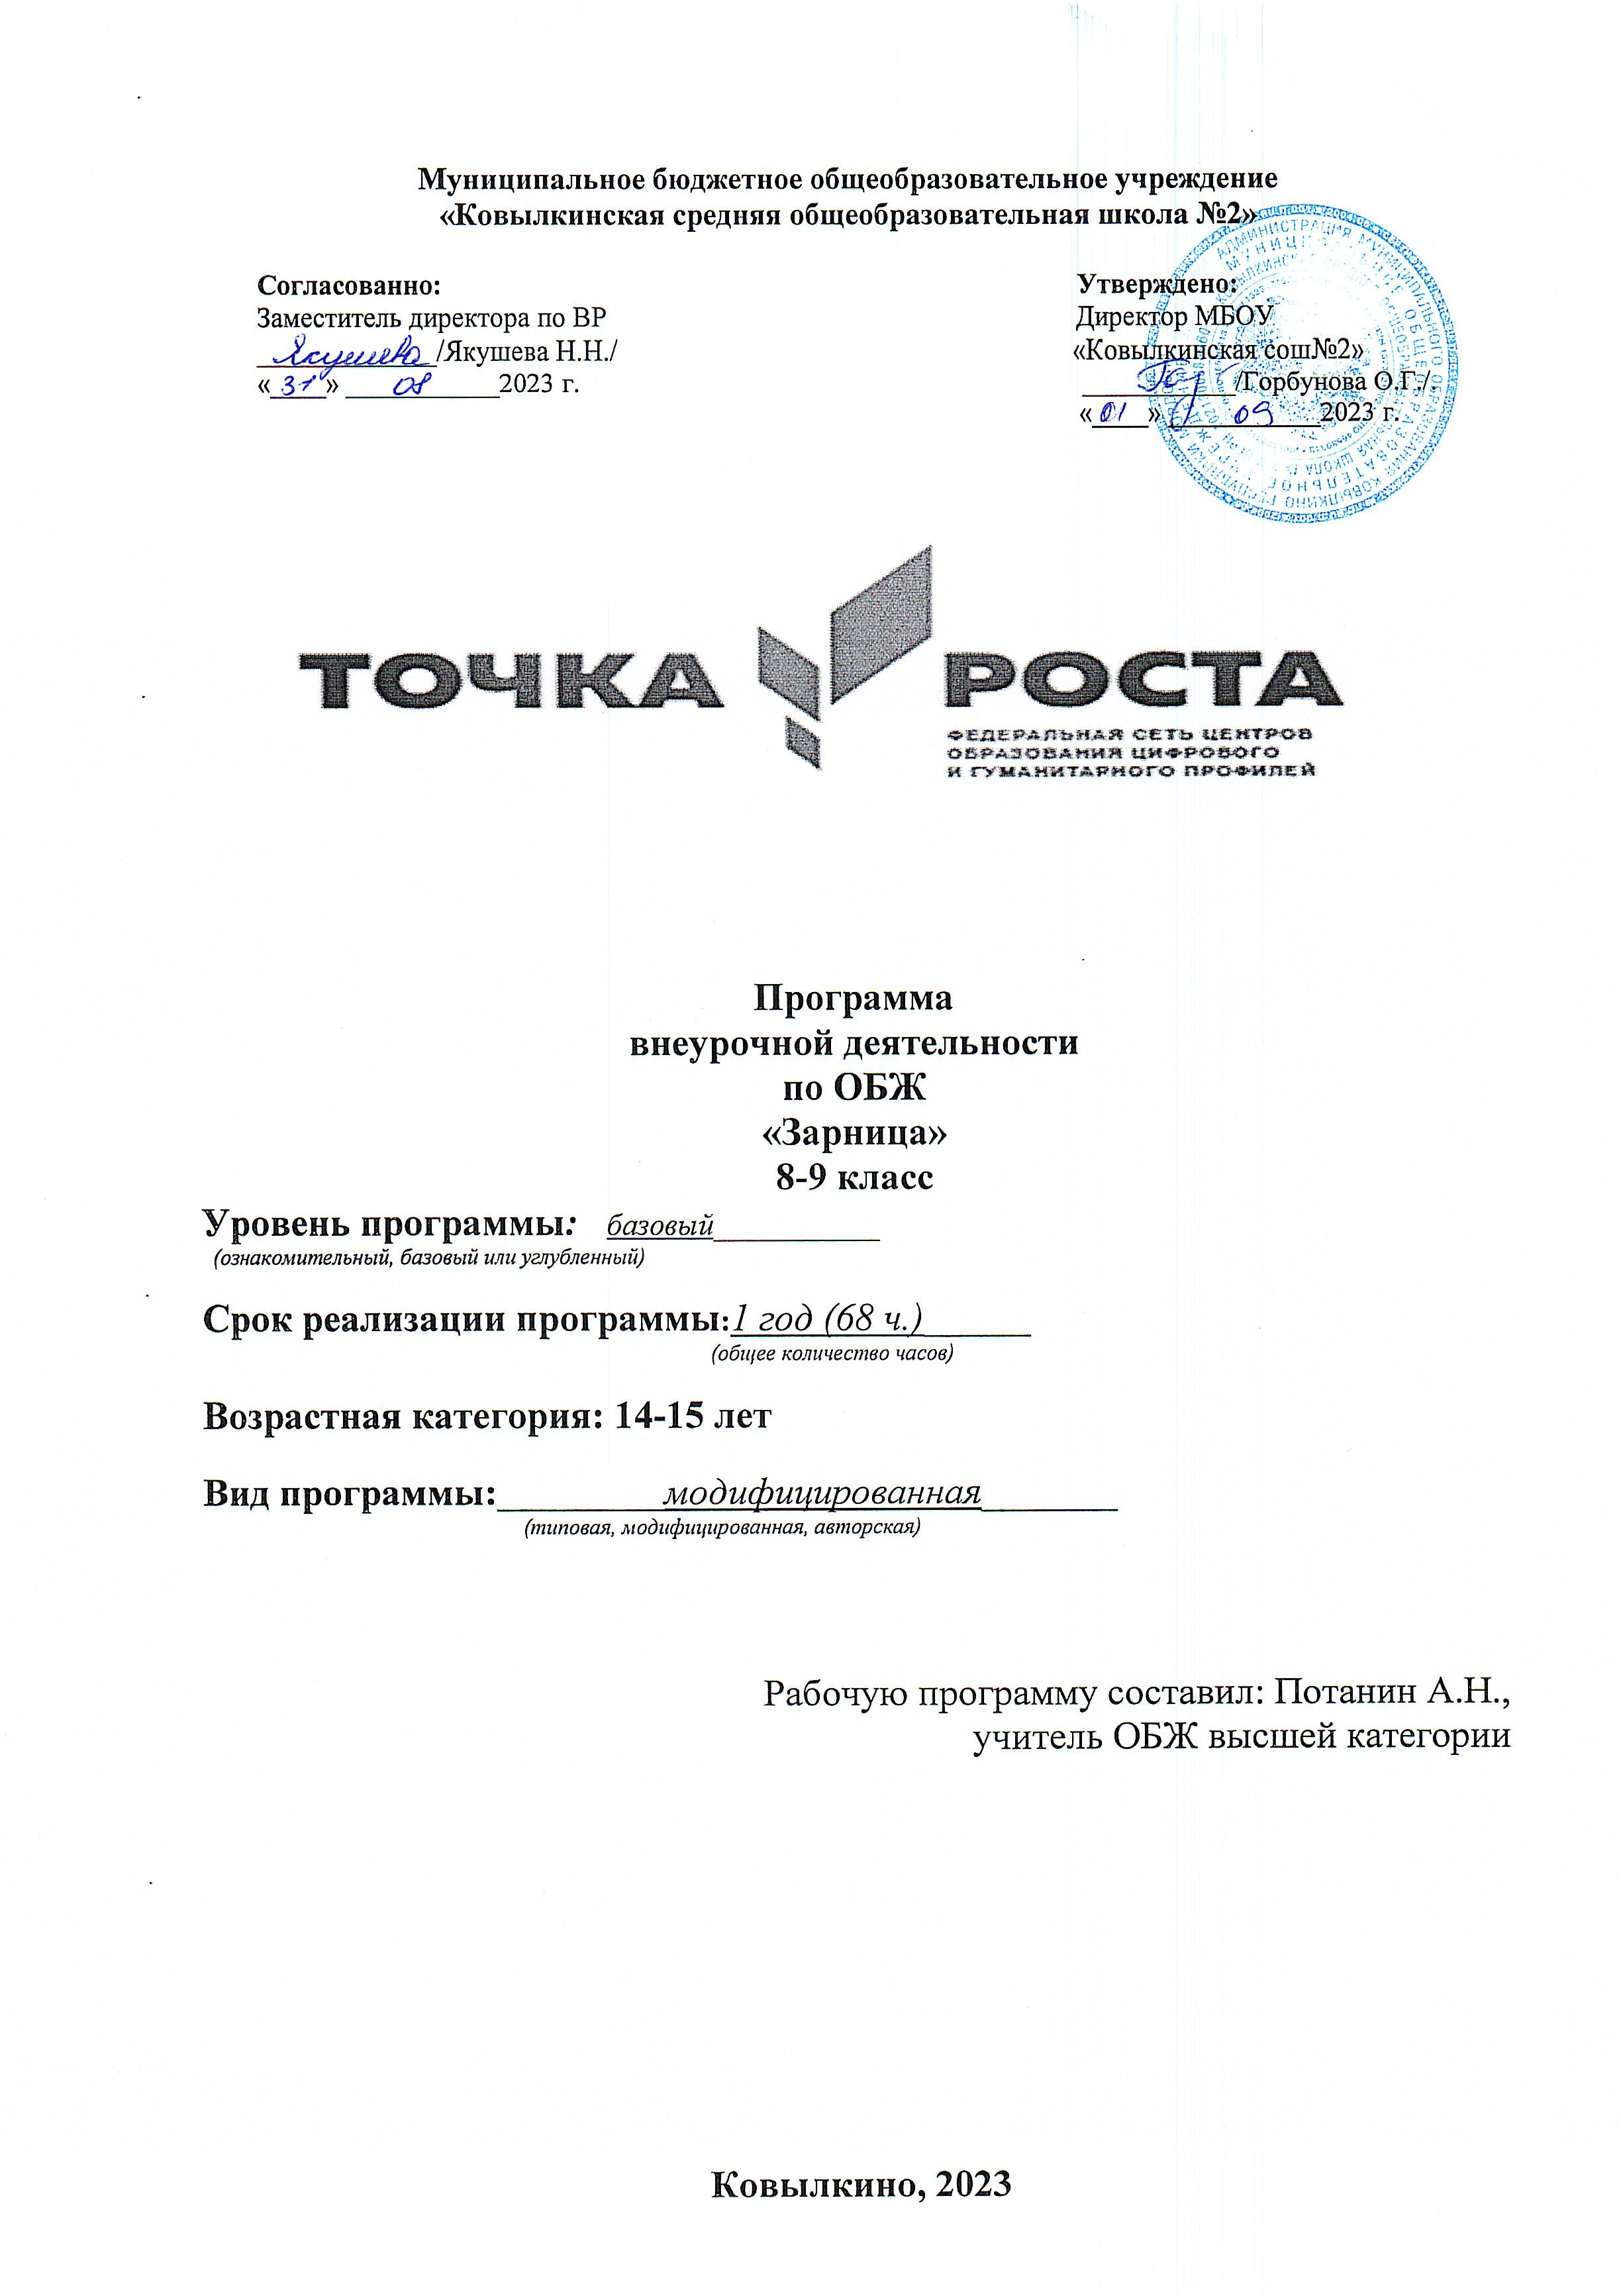 Муниципальное бюджетное общеобразовательное учреждение
«Ковылкинская средняя общеобразовательная школа №2»
Согласованно:
Заместитель директора по ВР
Якушева /Якушева Н.Н./
«31» 08 2023 г.
Утверждено:
Директор МБОУ
«Ковылкинская сош№2»
/Горбунова О.Г./.
«01» 09 2023 г.
ТОЧКА РОСТА
ФЕДЕРАЛЬНАЯ СЕТЬ ЦЕНТРОВ
ОБРАЗОВАНИЯ ЦИФРОВОГО
И ГУМАНИТАРНОГО ПРОФИЛЕЙ
Программа
внеурочной деятельности
по ОБЖ
«Зарница»
8-9 класс
Уровень программы: базовый
(ознакомительный, базовый или углубленный)
Срок реализации программы:1 год (68 ч.)
(общее количество часов)
Возрастная категория: 14-15 лет
Вид программы: модифицированная
(типовая, модифицированная, авторская)
Рабочую программу составил: Потанин А.Н.,
учитель ОБЖ высшей категории
Ковылкино, 2023